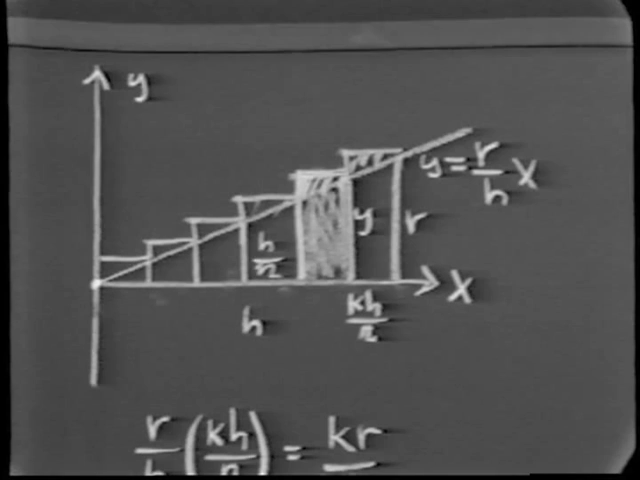 y
y = r/h x
h/n
y
r
x
h
kh/n
r/h (kh/n) = kr/